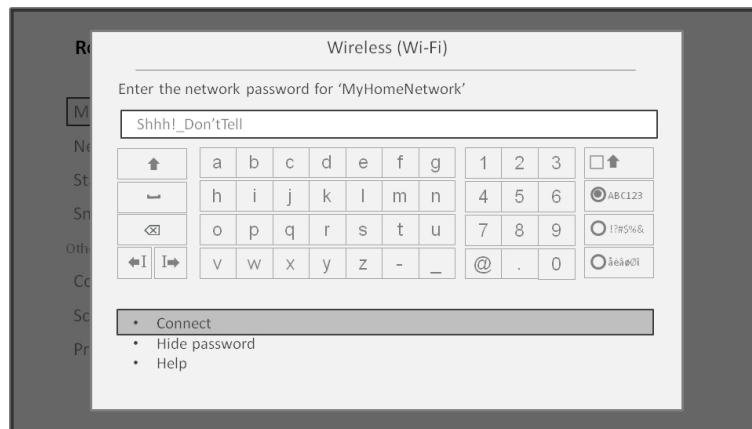 Wireless (Wi-Fi)
Enter the network password for ‘MyHomeNetwork’
Shhh!_Don’tTell
a b c d e f g 1 2 3
h i j k l m n 4 5 6 ABC123
o p q r s t u 7 8 9 !?#$%&
I I v w x y z - _ @ . 0
• Connect
• Hide password
• Help